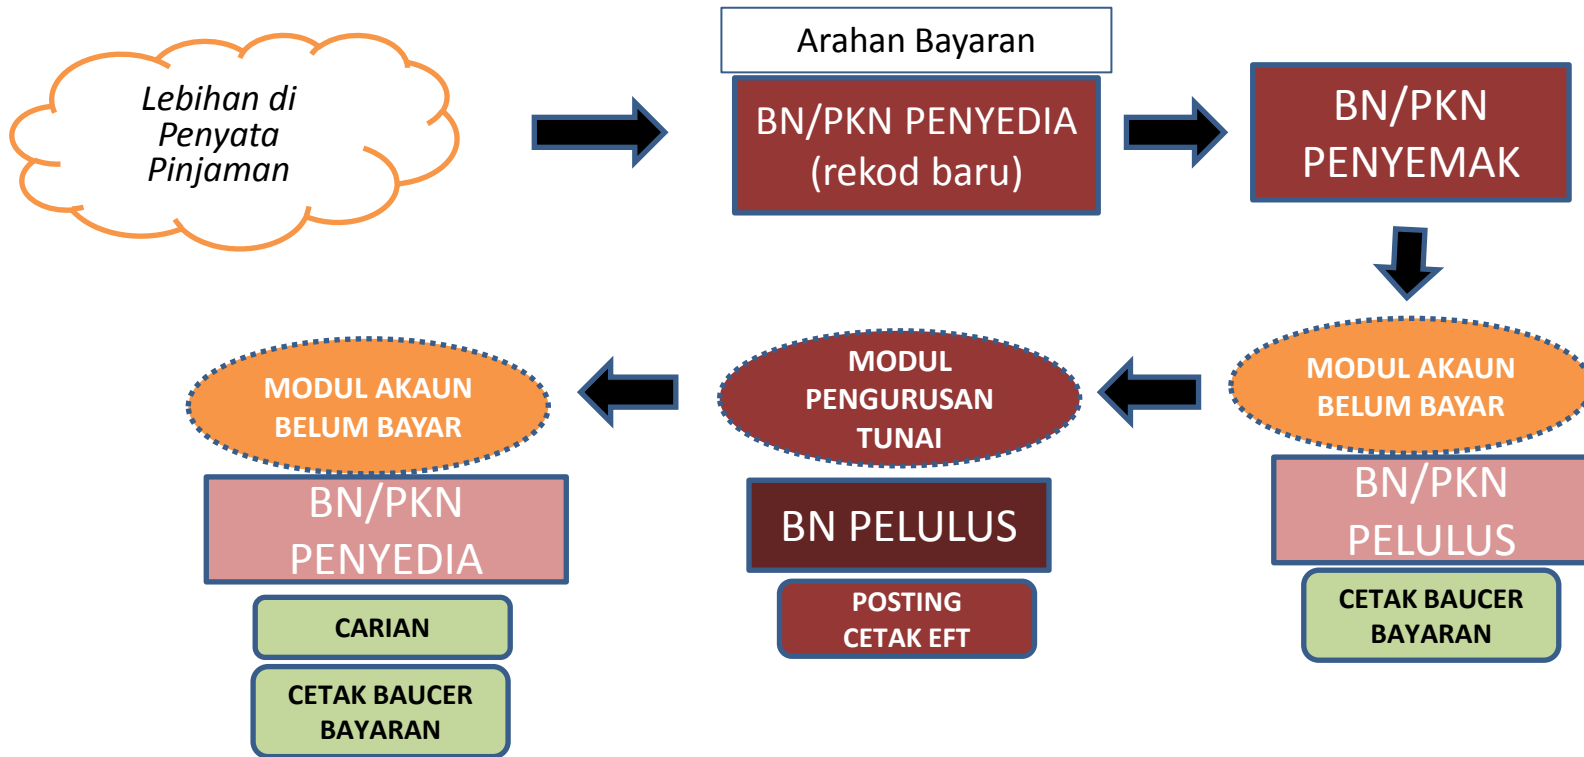 Lebihan di
Penyata
Pinjaman
Arahan Bayaran
BN/PKN PENYEDIA
(rekod baru)
BN/PKN
PENYEMAK
MODUL AKAUN
BELUM BAYAR
BN/PKN
PELULUS
CETAK BAUCER
BAYARAN
MODUL
PENGURUSAN
TUNAI
BN PELULUS
POSTING
CETAK EFT
MODUL AKAUN
BELUM BAYAR
BN/PKN
PENYEDIA
CARIAN
CETAK BAUCER
BAYARAN